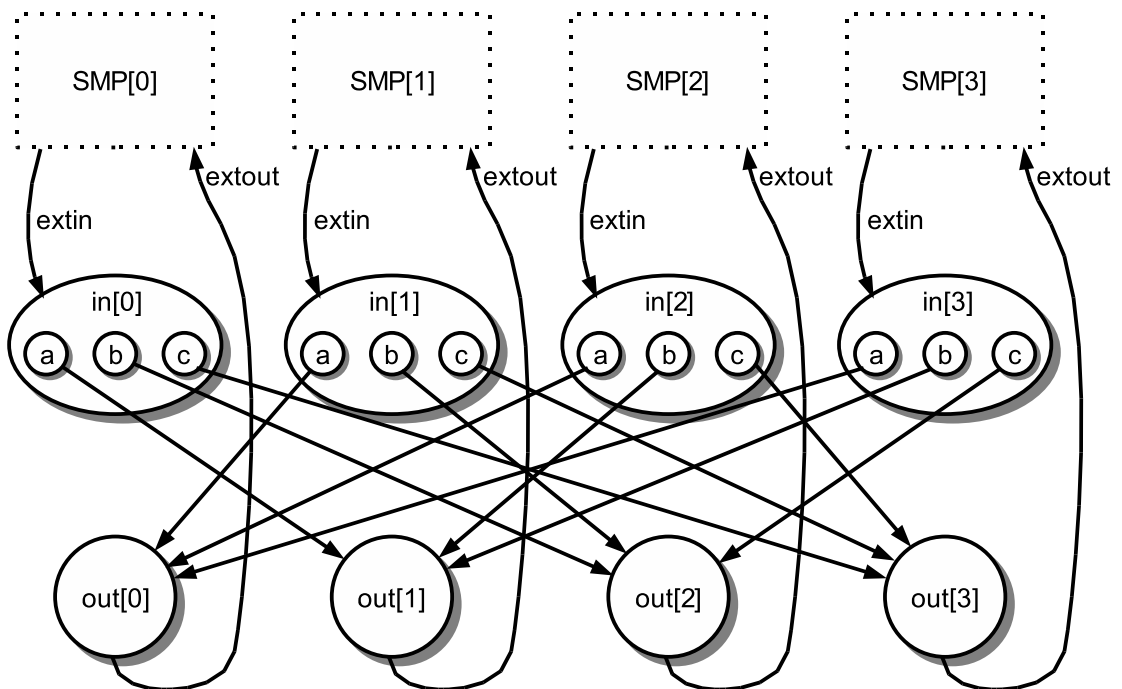 SMP[0] SMP[1] SMP[2] SMP[3]
extout extout extout extout
extin extin extin extin
in[0] in[1] in[2] in[3]
a b c a b c a b c a b c
out[0] out[1] out[2] out[3]